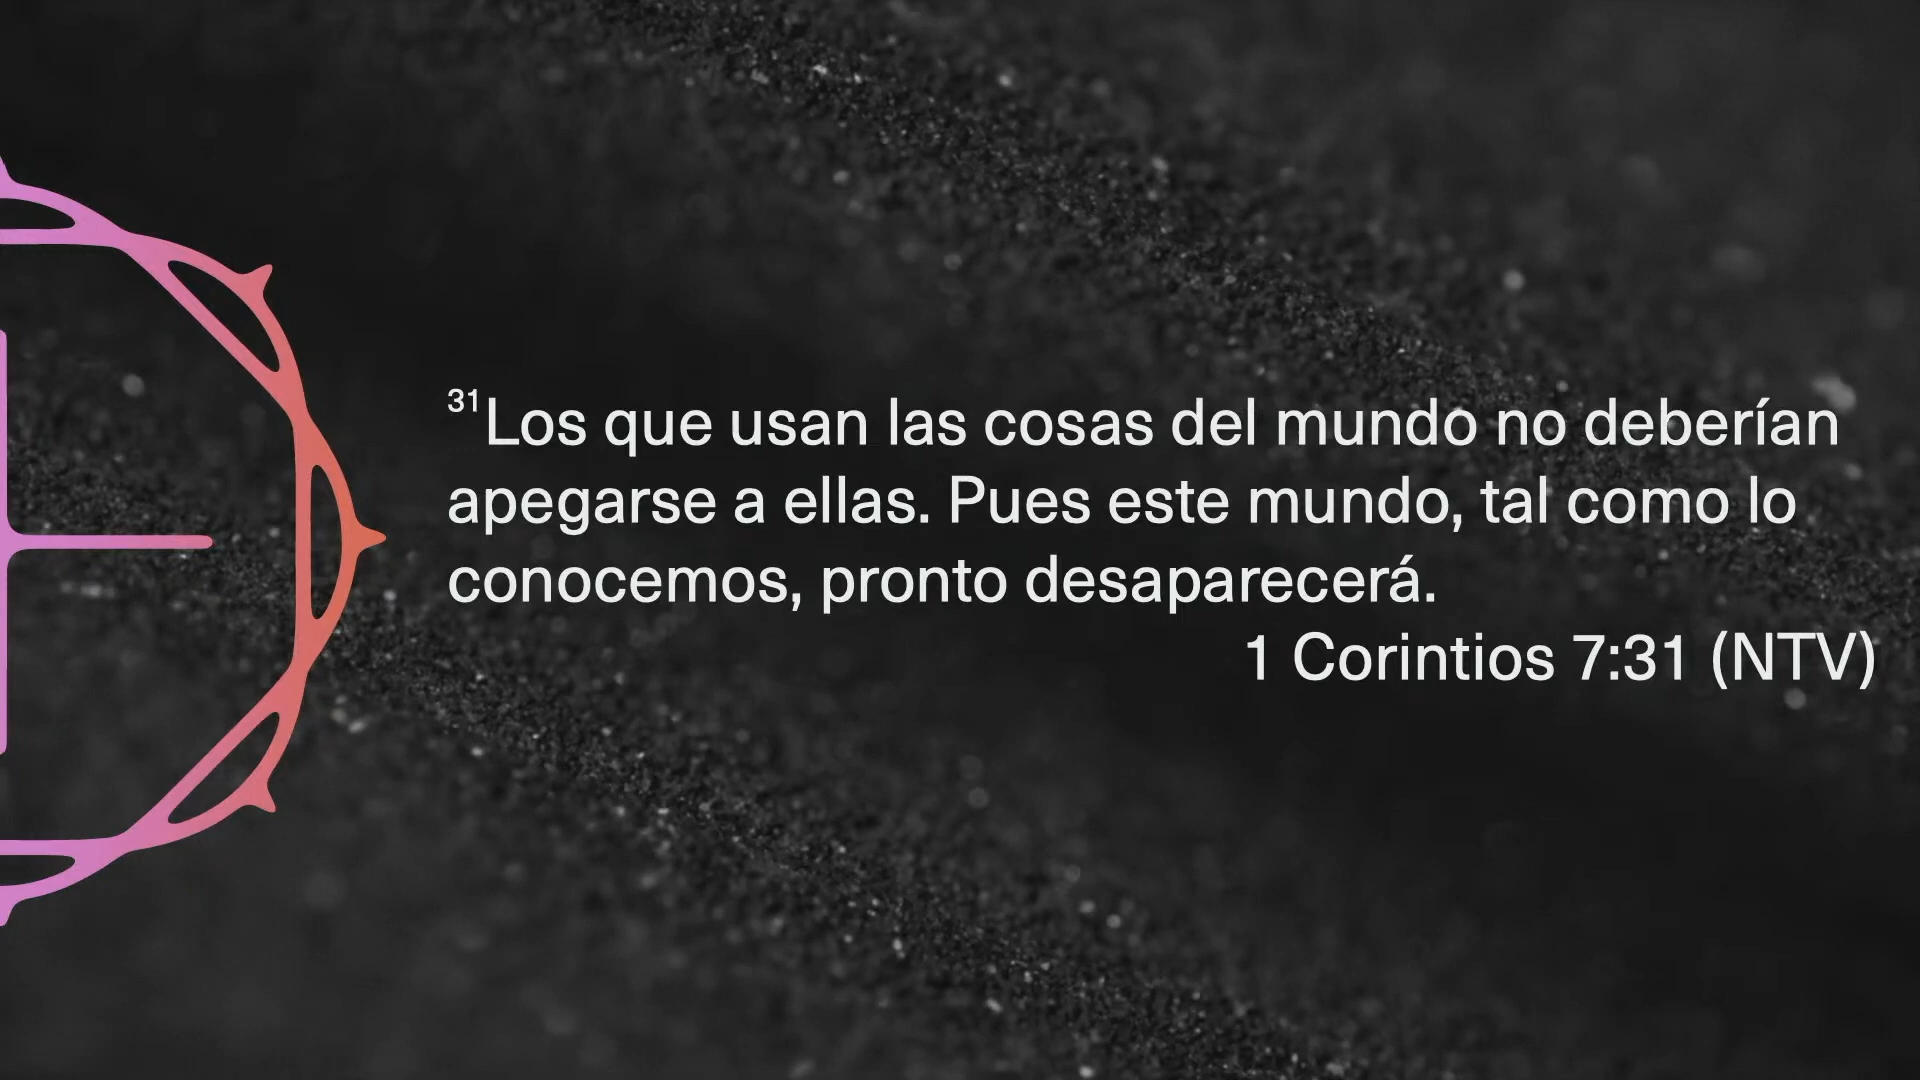 ³¹Los que usan las cosas del mundo no deberían
apegarse a ellas. Pues este mundo, tal como lo
conocemos, pronto desaparecerá.
1 Corintios 7:31 (NTV)